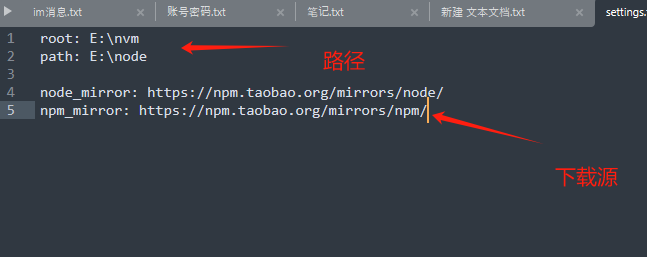 im消息.txt
账号密码.txt
笔记.txt
新建 文本文档.txt
settings.
1 root: E:\nvm
2 path: E:\node
路径
3
4 node_mirror: https://npm.taobao.org/mirrors/node/
5 npm_mirror: https://npm.taobao.org/mirrors/npm/
下载源